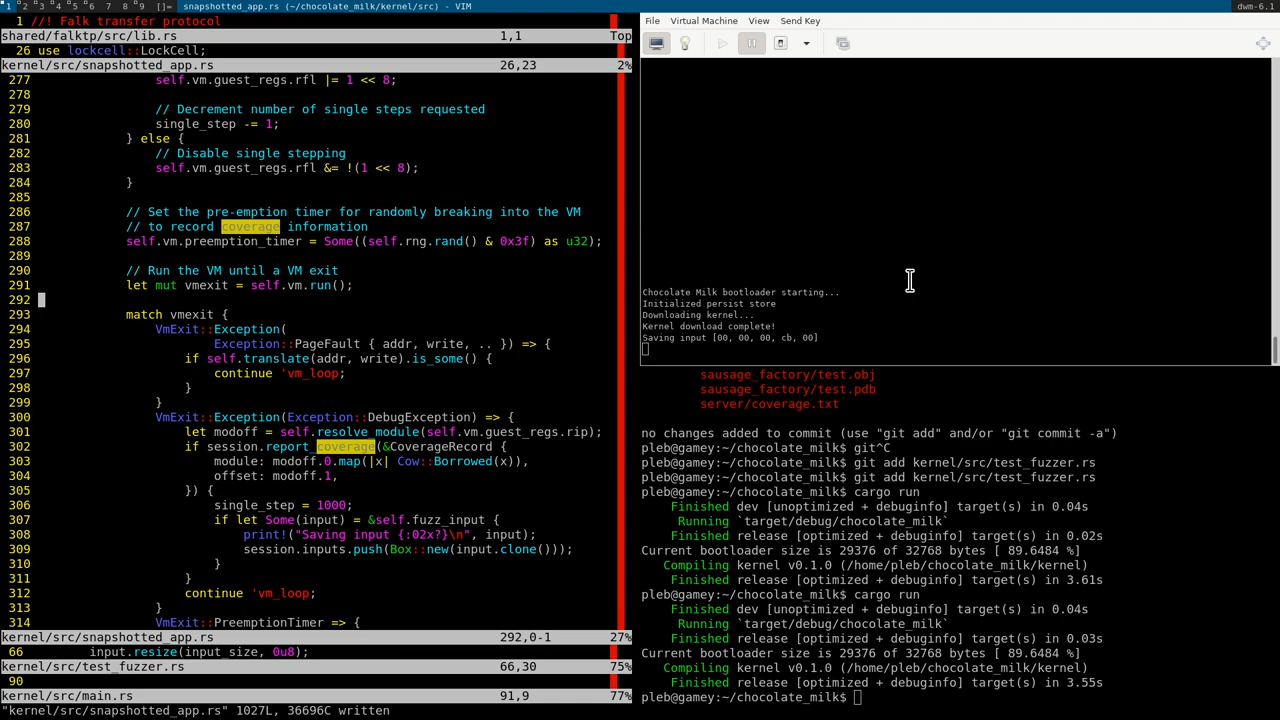 1 2 3 4 5 6 7 8 9 []= snapshotted_app.rs (~/chocolate_milk/kernel/src) - VIM dwm-6.1
1 //! Falk transfer protocol
shared/falktp/src/lib.rs 1,1 Top
26 use lockcell::LockCell;
kernel/src/snapshotted_app.rs 26,23 2%
277 self.vm.guest_regs.rfl |= 1 << 8;
278
279 // Decrement number of single steps requested
280 single_step -= 1;
281 } else {
282 // Disable single stepping
283 self.vm.guest_regs.rfl &= !(1 << 8);
284 }
285
286 // Set the pre-emption timer for randomly breaking into the VM
287 // to record coverage information
288 self.vm.preemption_timer = Some((self.rng.rand() & 0x3f) as u32);
289
290 // Run the VM until a VM exit
291 let mut vmexit = self.vm.run();
292
293 match vmexit {
294 VmExit::Exception(
295 Exception::PageFault { addr, write, .. }) => {
296 if self.translate(addr, write).is_some() {
297 continue 'vm_loop;
298 }
299 }
300 VmExit::Exception(Exception::DebugException) => {
301 let modoff = self.resolve_module(self.vm.guest_regs.rip);
302 if session.report_coverage(&CoverageRecord {
303 module: modoff.0.map(|x| Cow::Borrowed(x)),
304 offset: modoff.1,
305 }) {
306 single_step = 1000;
307 if let Some(input) = &self.fuzz_input {
308 print!("Saving input {:02x?}\n", input);
309 session.inputs.push(Box::new(input.clone()));
310 }
311 }
312 continue 'vm_loop;
313 }
314 VmExit::PreemptionTimer => {
kernel/src/snapshotted_app.rs 292,0-1 27%
66 input.resize(input_size, 0u8);
kernel/src/test_fuzzer.rs 66,30 75%
90
kernel/src/main.rs 91,9 77%
"kernel/src/snapshotted_app.rs" 1027L, 36696C written
File Virtual Machine View Send Key
Chocolate Milk bootloader starting...
Initialized persist store
Downloading kernel...
Kernel download complete!
Saving input [00, 00, 00, cb, 00]
sausage_factory/test.obj
sausage_factory/test.pdb
server/coverage.txt
no changes added to commit (use "git add" and/or "git commit -a")
pleb@gamey:~/chocolate_milk$ git^C
pleb@gamey:~/chocolate_milk$ git add kernel/src/test_fuzzer.rs
pleb@gamey:~/chocolate_milk$ git add kernel/src/test_fuzzer.rs
pleb@gamey:~/chocolate_milk$ cargo run
Finished dev [unoptimized + debuginfo] target(s) in 0.04s
Running `target/debug/chocolate_milk`
Finished release [optimized + debuginfo] target(s) in 0.02s
Current bootloader size is 29376 of 32768 bytes [ 89.6484 %]
Compiling kernel v0.1.0 (/home/pleb/chocolate_milk/kernel)
Finished release [optimized + debuginfo] target(s) in 3.61s
pleb@gamey:~/chocolate_milk$ cargo run
Finished dev [unoptimized + debuginfo] target(s) in 0.04s
Running `target/debug/chocolate_milk`
Finished release [optimized + debuginfo] target(s) in 0.03s
Current bootloader size is 29376 of 32768 bytes [ 89.6484 %]
Compiling kernel v0.1.0 (/home/pleb/chocolate_milk/kernel)
Finished release [optimized + debuginfo] target(s) in 3.55s
pleb@gamey:~/chocolate_milk$